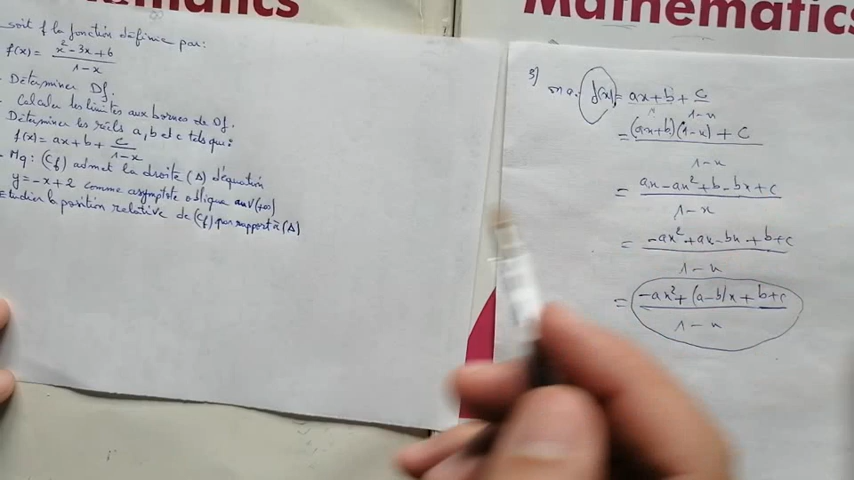 matics
Mathematics
soit f la fonction définie par:
f(x) = x² - 3x + 6 / 1 - x
- Déterminer Df.
- Calculer les limites aux bornes de Df.
Déterminer les réels a, b et c tels que:
f(x) = ax + b + c / 1 - x
- Mq: (Cf) admet la droite (Δ) d'équation
y = -x + 2 comme asymptote oblique au V(+∞)
Etudier la position relative de (Cf) par rapport à (Δ)
3) on a: f(x) = ax + b / 1 + c / 1 - x
= (ax+b)(1-x) + c / 1 - x
= ax - ax² + b - bx + c / 1 - x
= -ax² + ax - bx + b + c / 1 - x
= -ax² + (a-b)x + b + c / 1 - x